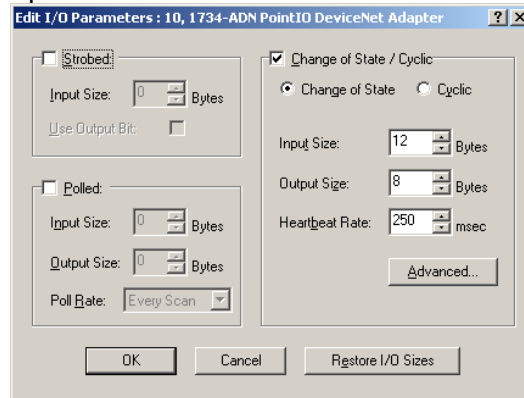 Edit I/O Parameters : 10, 1734-ADN PointIO DeviceNet Adapter
Strobed:
Input Size: 0 Bytes
Use Output Bit:
Polled:
Input Size: 0 Bytes
Output Size: 0 Bytes
Poll Rate: Every Scan
Change of State / Cyclic
Change of State Cyclic
Input Size: 12 Bytes
Output Size: 8 Bytes
Heartbeat Rate: 250 msec
Advanced...
OK Cancel Restore I/O Sizes